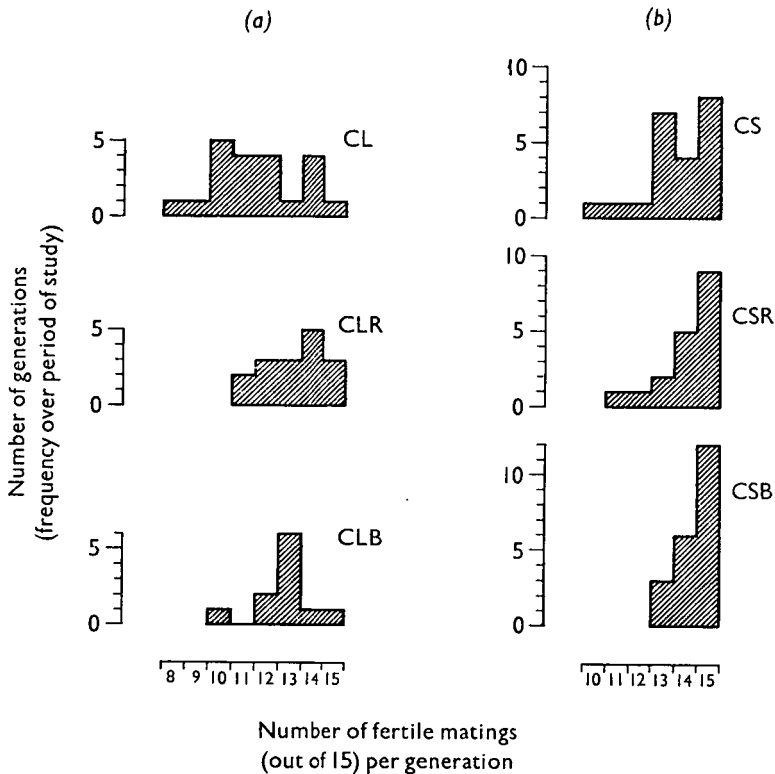 (a)
(b)
Number of generations
(frequency over period of study)
5
0
CL
5
0
CLR
5
0
CLB
8 9 10 11 12 13 14 15
10
5
0
CS
10
5
0
CSR
10
5
0
CSB
10 11 12 13 14 15
Number of fertile matings
(out of 15) per generation